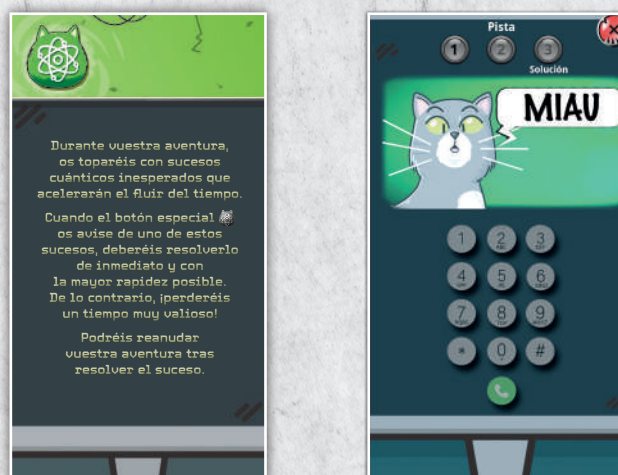 Durante vuestra aventura,
os toparéis con sucesos
cuánticos inesperados que
acelerarán el fluir del tiempo.
Cuando el botón especial
os avise de uno de estos
sucesos, deberéis resolverlo
de inmediato y con
la mayor rapidez posible.
De lo contrario, ¡perderéis
un tiempo muy valioso!
Podréis reanudar
vuestra aventura tras
resolver el suceso.
Pista
1 2 3
Solución
MIAU
1 2 3
4 5 6
7 8 9
* 0 #